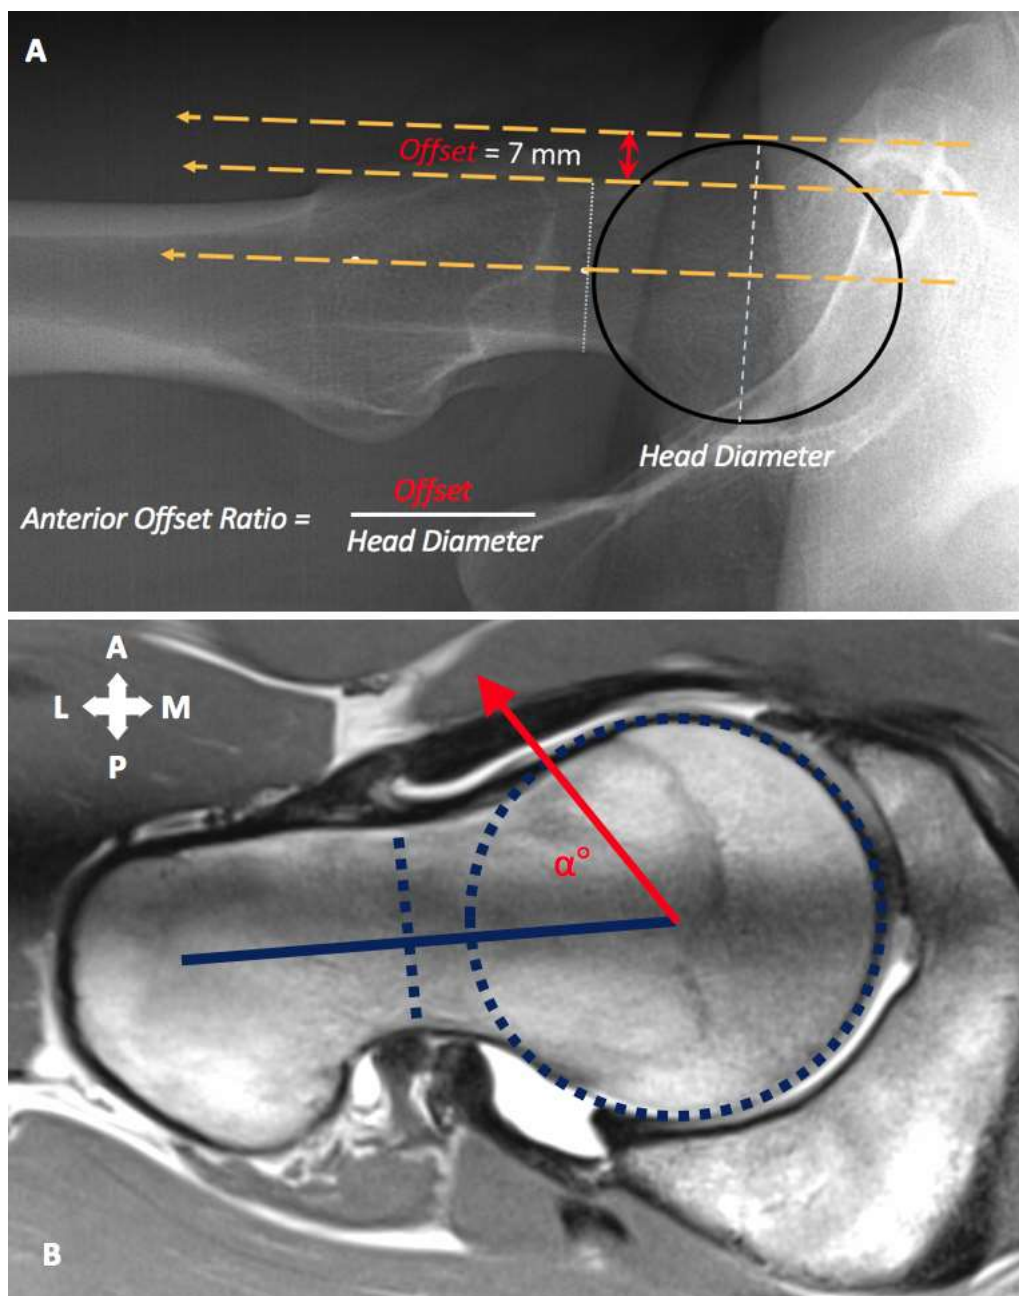 A
Offset = 7 mm
Head Diameter
Anterior Offset Ratio = Offset
Head Diameter
A
L M
P
α°
B